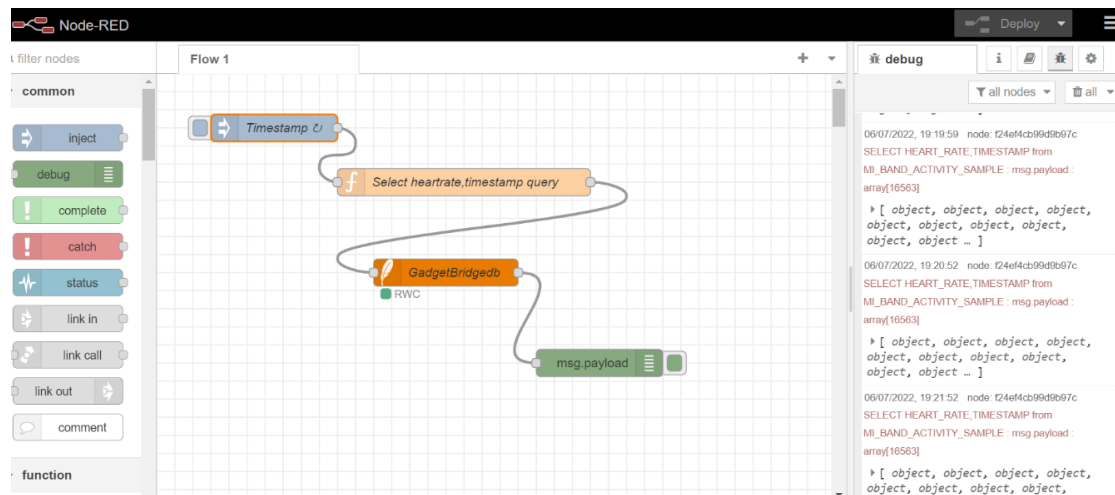 Node-RED
Deploy
filter nodes
Flow 1
debug
i
common
all nodes
all
inject
debug
complete
catch
status
link in
link call
link out
comment
function
Timestamp ↻
f
Select heartrate,timestamp query
GadgetBridgedb
RWC
msg.payload
06/07/2022, 19:19:59 node: f24ef4cb99d9b97c
SELECT HEART_RATE,TIMESTAMP from
MI_BAND_ACTIVITY_SAMPLE : msg.payload :
array[16563]
[ object, object, object, object,
object, object, object, object,
object, object … ]
06/07/2022, 19:20:52 node: f24ef4cb99d9b97c
SELECT HEART_RATE,TIMESTAMP from
MI_BAND_ACTIVITY_SAMPLE : msg.payload :
array[16563]
[ object, object, object, object,
object, object, object, object,
object, object … ]
06/07/2022, 19:21:52 node: f24ef4cb99d9b97c
SELECT HEART_RATE,TIMESTAMP from
MI_BAND_ACTIVITY_SAMPLE : msg.payload :
array[16563]
[ object, object, object, object,
object, object, object, object,